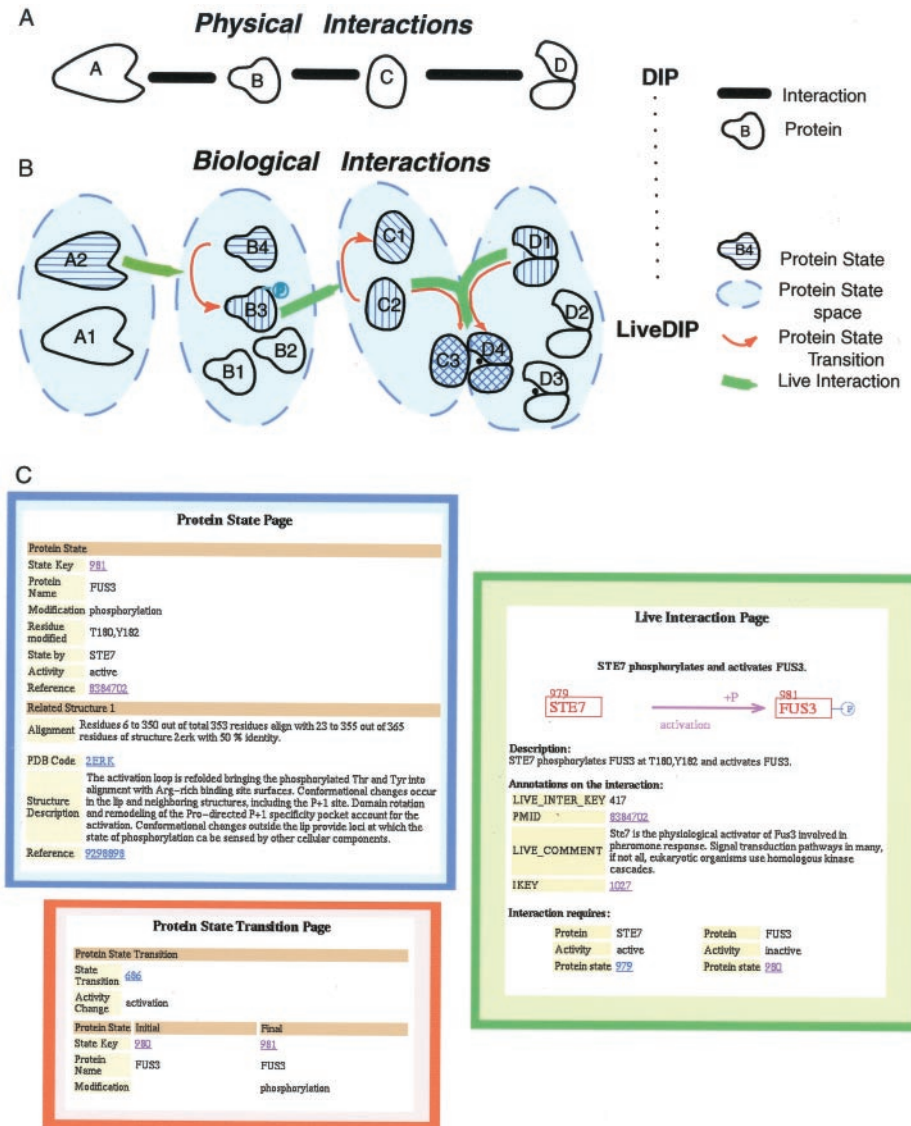 A
Physical Interactions
A
B
C
D
DIP
Interaction
B
Protein
B
Biological Interactions
A2
A1
B4
P
B3
B2
B1
C1
C2
C3
D1
D2
D4
D3
LiveDIP
B4
Protein State
Protein State
space
Protein State
Transition
Live Interaction
C
Protein State Page
Protein State
State Key 981
Protein
Name FUS3
Modification phosphorylation
Residue
modified T180,Y182
State by STE7
Activity active
Reference 8384702
Related Structure 1
Alignment Residues 6 to 350 out of total 353 residues align with 23 to 355 out of 365
residues of structure 2erk with 50 % identity.
PDB Code 2ERK
Structure
Description
The activation loop is refolded bringing the phosphorylated Thr and Tyr into
alignment with Arg-rich binding site surfaces. Conformational changes occur
in the lip and neighboring structures, including the P+1 site. Domain rotation
and remodeling of the Pro-directed P+1 specificity pocket account for the
activation. Conformational changes outside the lip provide loci at which the
state of phosphorylation ca be sensed by other cellular components.
Reference 9298898
Live Interaction Page
STE7 phosphorylates and activates FUS3.
979
STE7
+P
activation
981
FUS3
P
Description:
STE7 phosphorylates FUS3 at T180,Y182 and activates FUS3.
Annotations on the interaction:
LIVE_INTER_KEY 417
PMID 8384702
LIVE_COMMENT
Ste7 is the physiological activator of Fus3 involved in
pheromone response. Signal transduction pathways in many,
if not all, eukaryotic organisms use homologous kinase
cascades.
IKEY 1027
Interaction requires:
Protein STE7 Protein FUS3
Activity active Activity inactive
Protein state 979 Protein state 980
Protein State Transition Page
Protein State Transition
State
Transition 686
Activity
Change activation
Protein State Initial Final
State Key 980 981
Protein
Name FUS3 FUS3
Modification phosphorylation